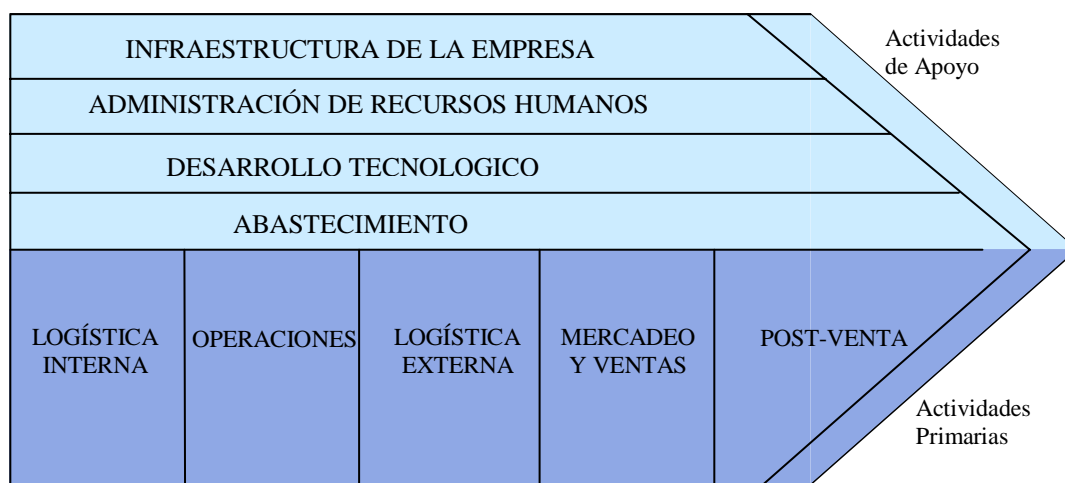 INFRAESTRUCTURA DE LA EMPRESA
Actividades
de Apoyo
ADMINISTRACIÓN DE RECURSOS HUMANOS
DESARROLLO TECNOLOGICO
ABASTECIMIENTO
LOGÍSTICA
INTERNA
OPERACIONES
LOGÍSTICA
EXTERNA
MERCADEO
Y VENTAS
POST-VENTA
Actividades
Primarias